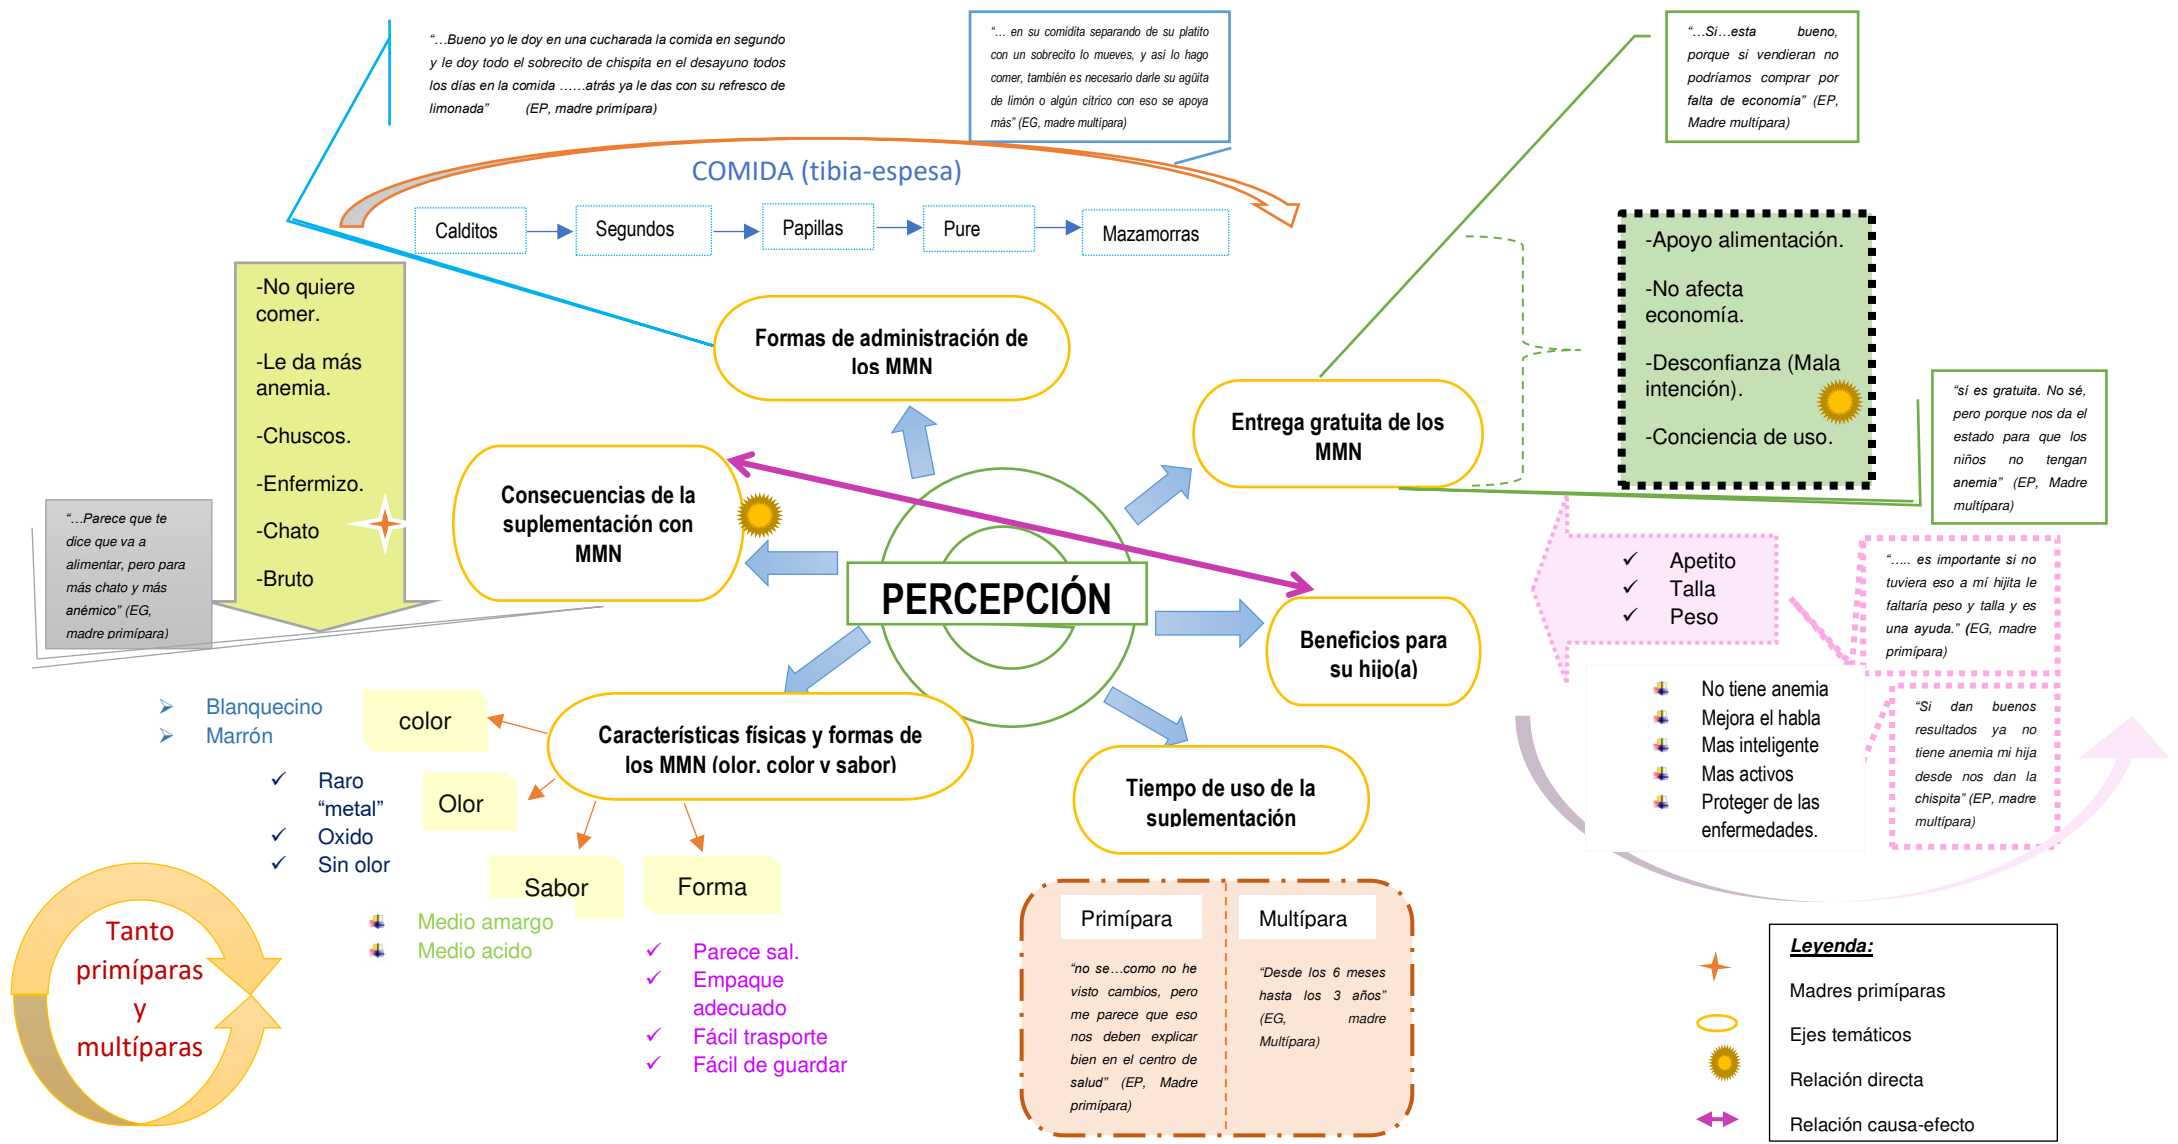 “…Bueno yo le doy en una cucharada la comida en segundo
y le doy todo el sobrecito de chispita en el desayuno todos
los días en la comida ……atrás ya le das con su refresco de
limonada” (EP, madre primípara)
“… en su comidita separando de su platito
con un sobrecito lo mueves, y así lo hago
comer, también es necesario darle su agüita
de limón o algún cítrico con eso se apoya
más” (EG, madre multípara)
“…Si…esta bueno,
porque si vendieran no
podríamos comprar por
falta de economía” (EP,
Madre multípara)
COMIDA (tibia-espesa)
Calditos
Segundos
Papillas
Pure
Mazamorras
-Apoyo alimentación.
-No afecta
economía.
-Desconfianza (Mala
intención).
-Conciencia de uso.
-No quiere
comer.
-Le da más
anemia.
-Chuscos.
-Enfermizo.
-Chato
-Bruto
Formas de administración de
los MMN
Entrega gratuita de los
MMN
“sí es gratuita. No sé,
pero porque nos da el
estado para que los
niños no tengan
anemia” (EP, Madre
multípara)
Consecuencias de la
suplementación con
MMN
“…Parece que te
dice que va a
alimentar, pero para
más chato y más
anémico” (EG,
madre primípara)
PERCEPCIÓN
Apetito
Talla
Peso
“….. es importante si no
tuviera eso a mí hijita le
faltaría peso y talla y es
una ayuda.” (EG, madre
primípara)
Beneficios para
su hijo(a)
No tiene anemia
Mejora el habla
Mas inteligente
Mas activos
Proteger de las
enfermedades.
“Si dan buenos
resultados ya no
tiene anemia mi hija
desde nos dan la
chispita” (EP, madre
multípara)
Características físicas y formas de
los MMN (olor, color y sabor)
color
Blanquecino
Marrón
Olor
Raro
“metal”
Oxido
Sin olor
Sabor
Medio amargo
Medio acido
Forma
Parece sal.
Empaque
adecuado
Fácil trasporte
Fácil de guardar
Tiempo de uso de la
suplementación
Primípara
Multípara
“no se…como no he
visto cambios, pero
me parece que eso
nos deben explicar
bien en el centro de
salud” (EP, Madre
primípara)
“Desde los 6 meses
hasta los 3 años”
(EG, madre
Multípara)
Tanto
primíparas
y
multíparas
Leyenda:
Madres primíparas
Ejes temáticos
Relación directa
Relación causa-efecto